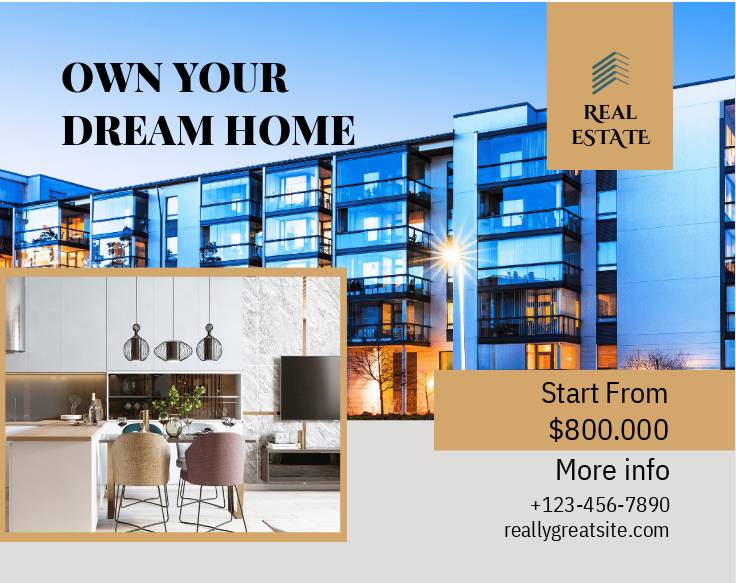 OWN YOUR
DREAM HOME
REAL
ESTATE
Start From
$800.000
More info
+123-456-7890
reallygreatsite.com